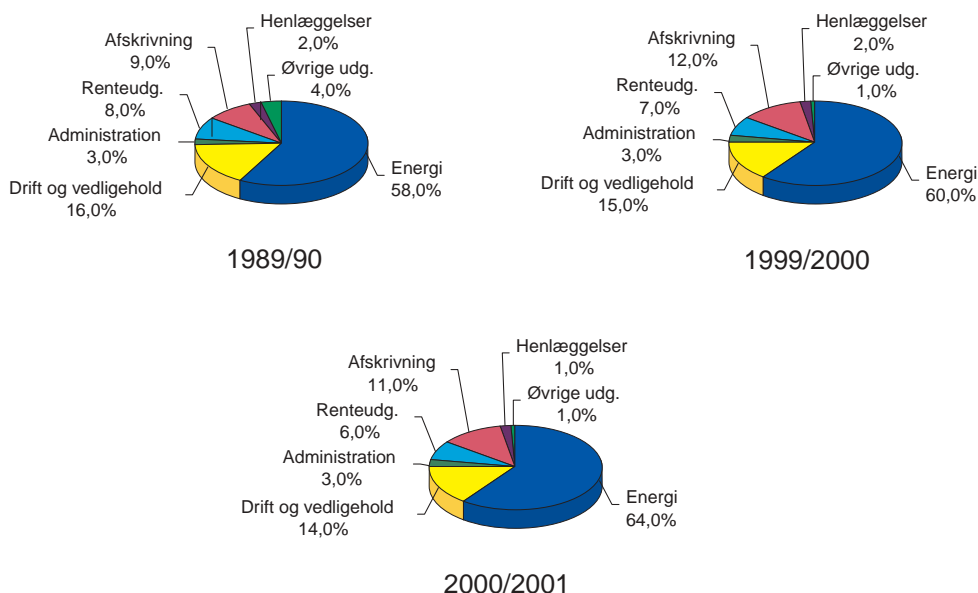 Henlæggelser
2,0%
Afskrivning
9,0%
Øvrige udg.
4,0%
Renteudg.
8,0%
Administration
3,0%
Drift og vedligehold
16,0%
Energi
58,0%
1989/90
Henlæggelser
2,0%
Afskrivning
12,0%
Øvrige udg.
1,0%
Renteudg.
7,0%
Administration
3,0%
Drift og vedligehold
15,0%
Energi
60,0%
1999/2000
Henlæggelser
1,0%
Afskrivning
11,0%
Øvrige udg.
1,0%
Renteudg.
6,0%
Administration
3,0%
Drift og vedligehold
14,0%
Energi
64,0%
2000/2001